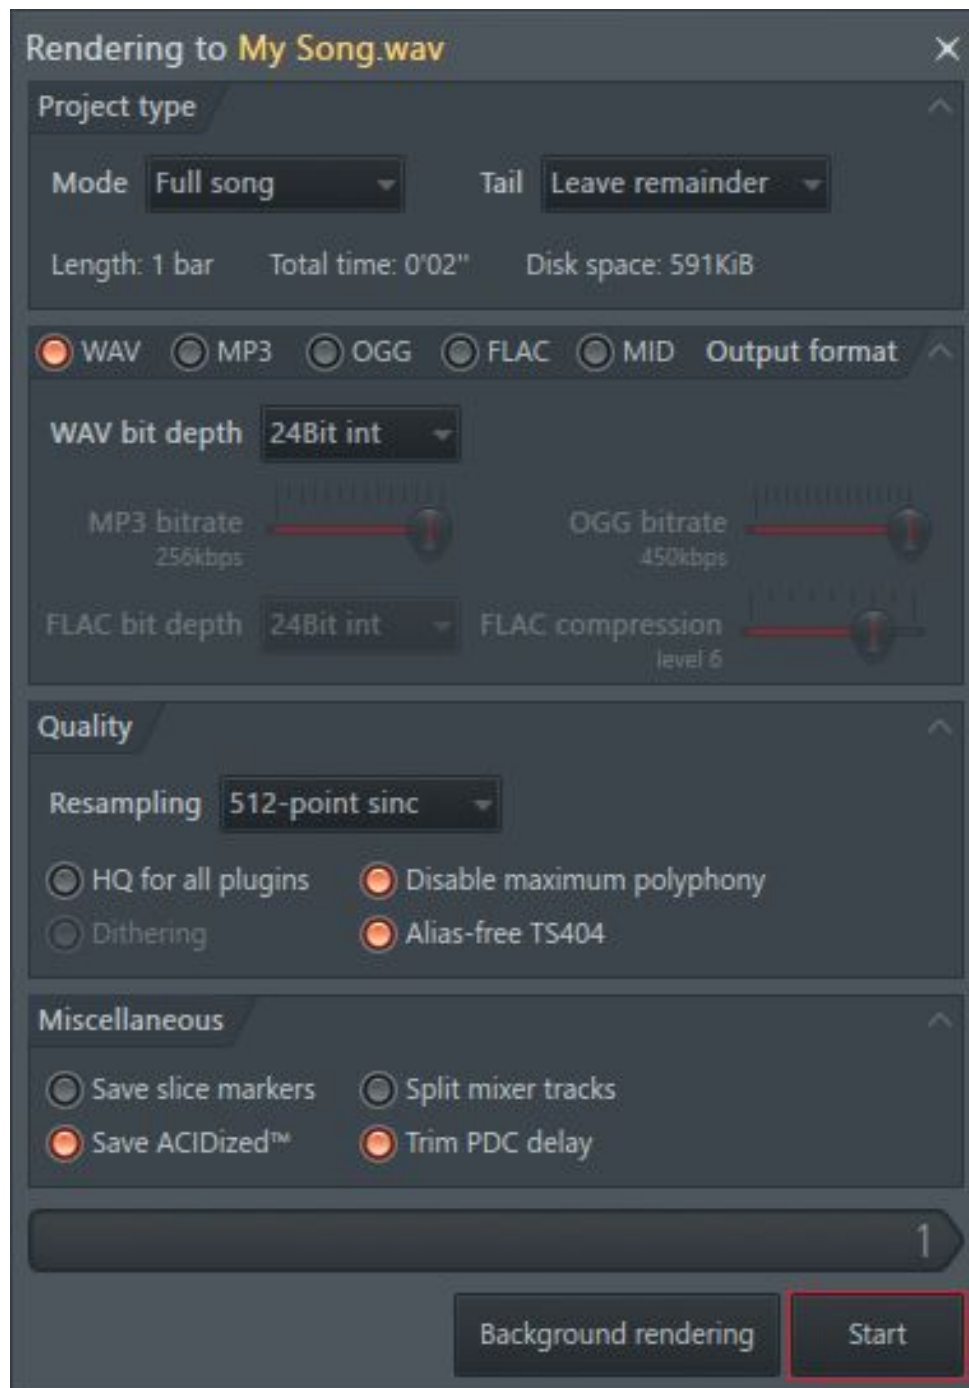 Rendering to My Song.wav
Project type
Mode Full song Tail Leave remainder
Length: 1 bar Total time: 0'02" Disk space: 591KiB
WAV MP3 OGG FLAC MID Output format
WAV bit depth 24Bit int
MP3 bitrate OGG bitrate
256kbps 450kbps
FLAC bit depth 24Bit int FLAC compression
level 6
Quality
Resampling 512-point sinc
HQ for all plugins Disable maximum polyphony
Dithering Alias-free TS404
Miscellaneous
Save slice markers Split mixer tracks
Save ACIDized™ Trim PDC delay
1
Background rendering Start